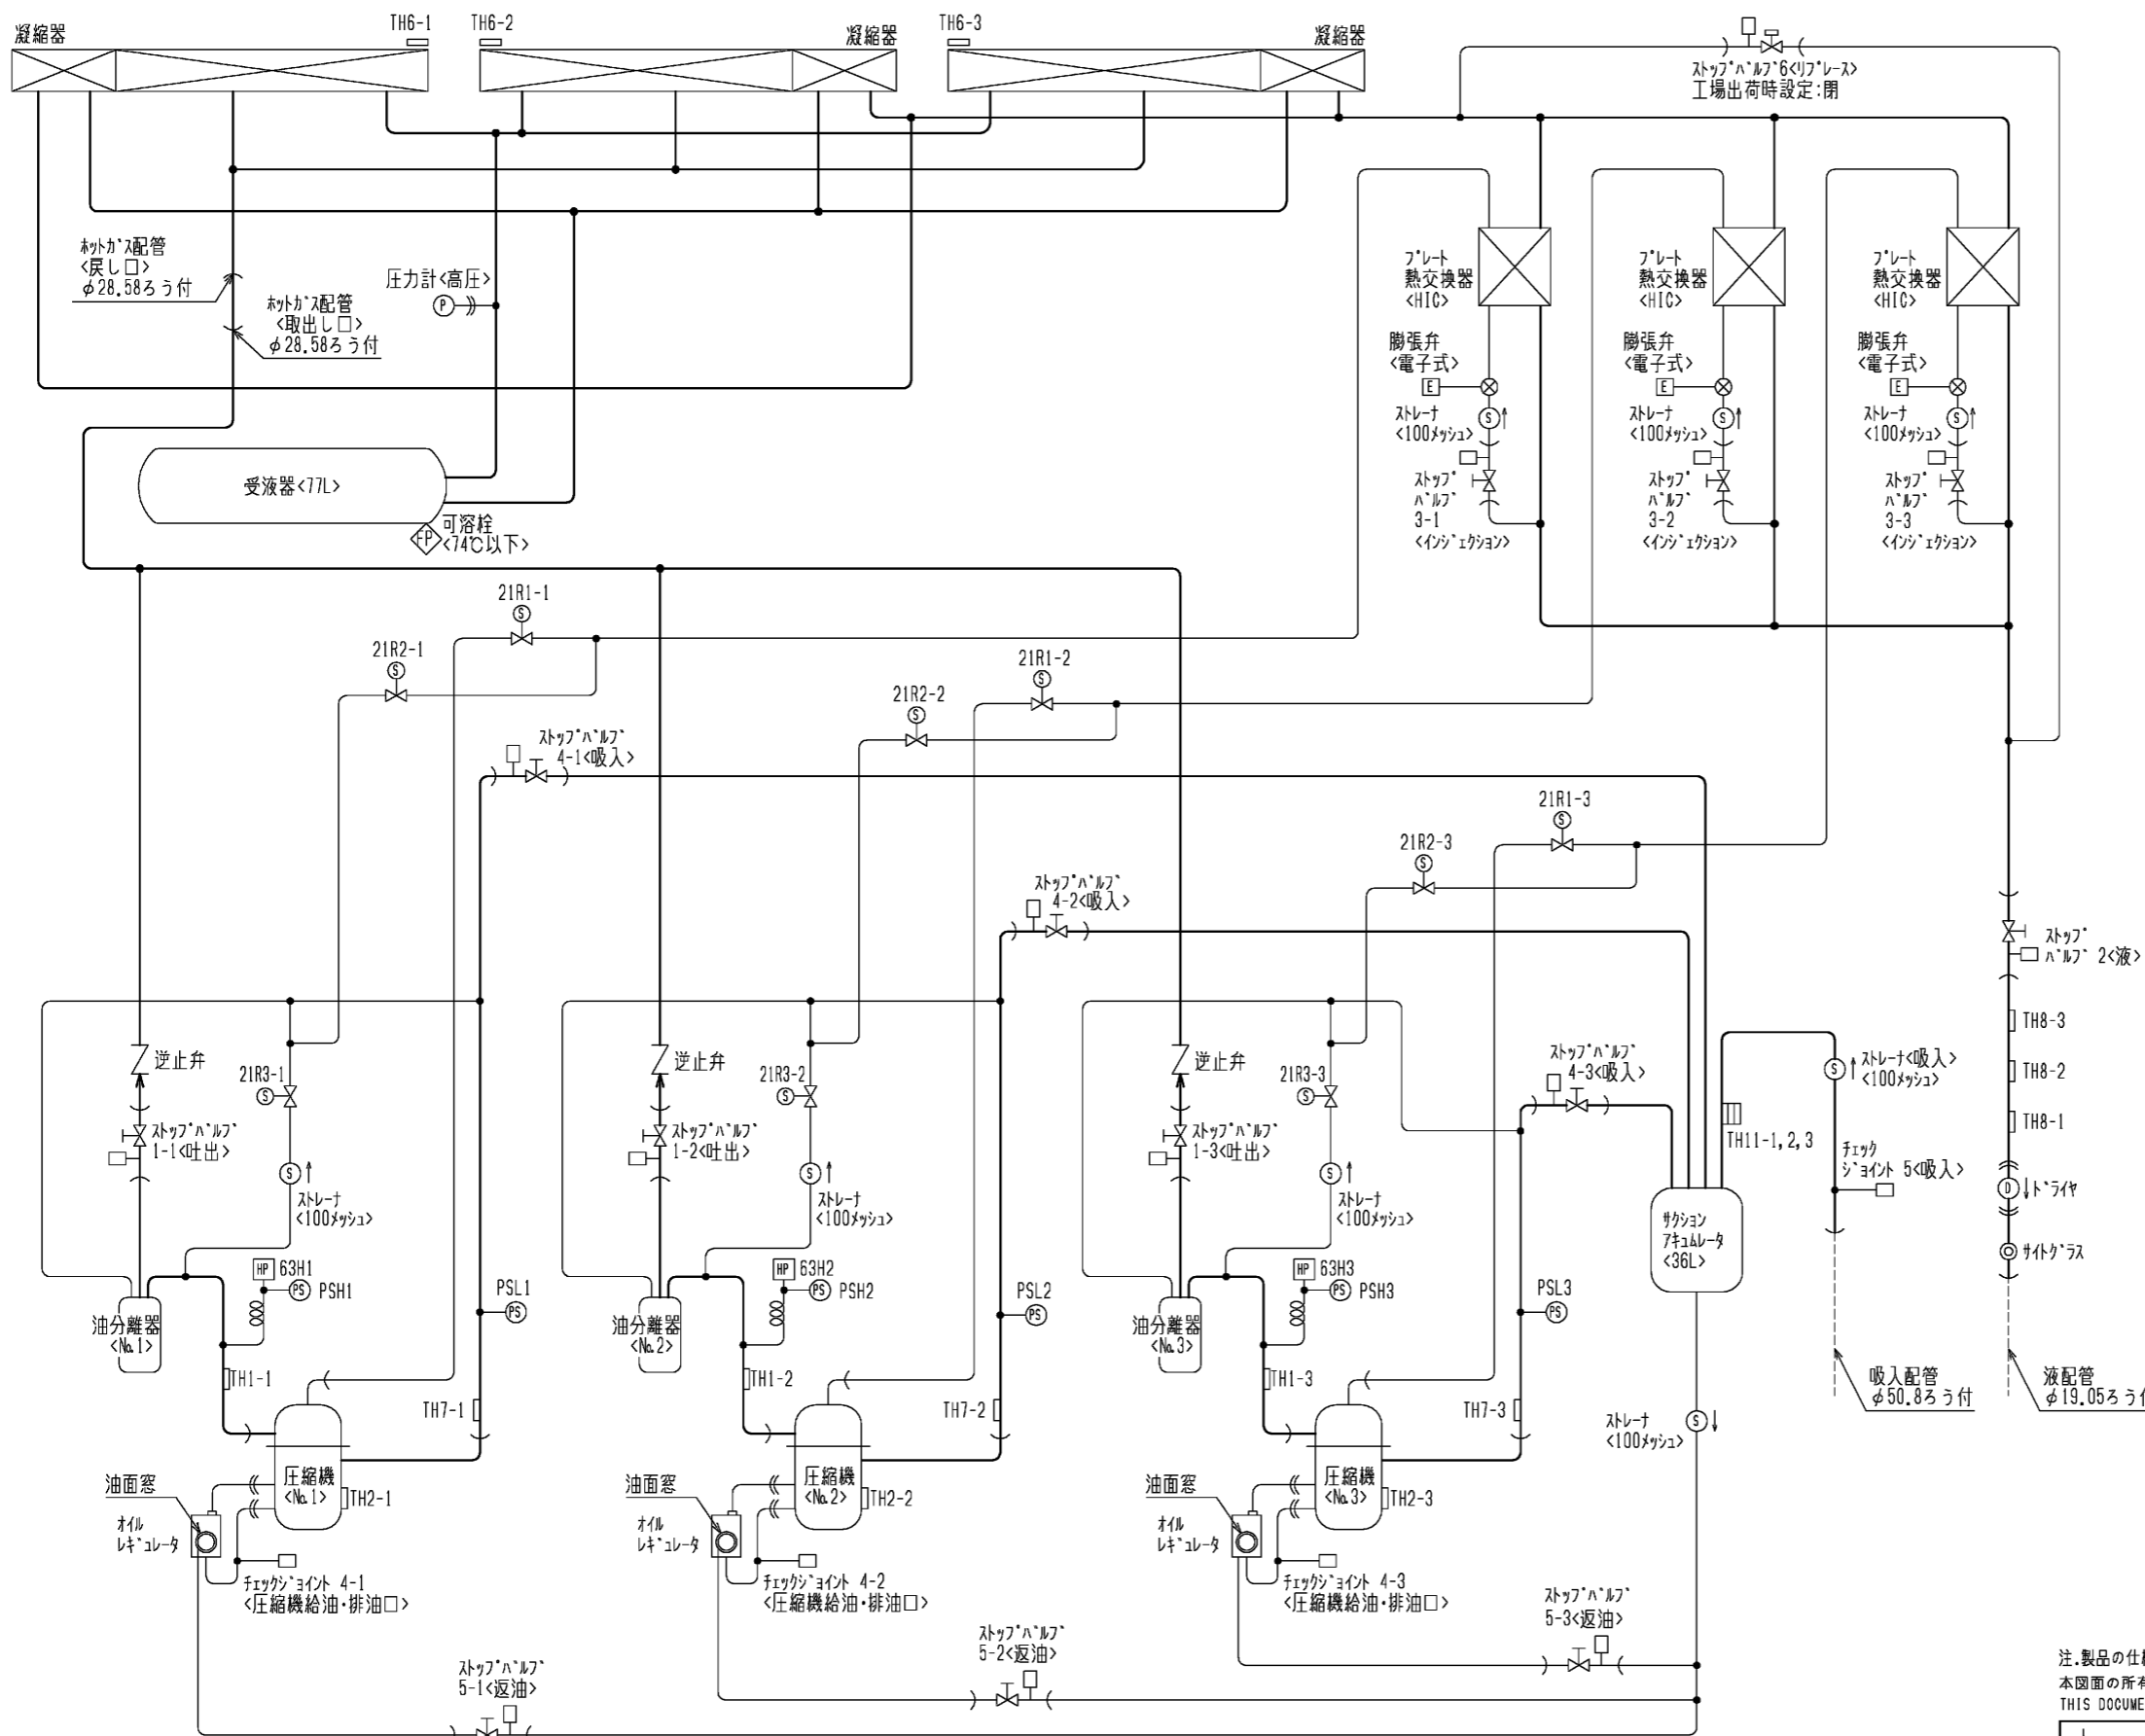 凝縮器
TH6-1
TH6-2
凝縮器
TH6-3
凝縮器
ストップバルブ6<リプレース>
工場出荷時設定:閉
ホットガス配管
<戻し口>
φ28.58ろう付
ホットガス配管
<取出し口>
φ28.58ろう付
圧力計<高圧>
P
プレート
熱交換器
<HIC>
プレート
熱交換器
<HIC>
プレート
熱交換器
<HIC>
膨張弁
<電子式>
E
膨張弁
<電子式>
E
膨張弁
<電子式>
E
ストレーナ
<100メッシュ>
S
ストレーナ
<100メッシュ>
S
ストレーナ
<100メッシュ>
S
ストップ
バルブ
3-1
<インジェクション>
ストップ
バルブ
3-2
<インジェクション>
ストップ
バルブ
3-3
<インジェクション>
受液器<77L>
FP
可溶栓
<74℃以下>
21R1-1
S
21R2-1
S
21R1-2
S
21R2-2
S
21R1-3
S
21R2-3
S
ストップバルブ
4-1<吸入>
ストップバルブ
4-2<吸入>
ストップバルブ
4-3<吸入>
ストップ
バルブ 2<液>
TH8-3
TH8-2
TH8-1
D
ドライヤ
サイトグラス
S
ストレーナ<吸入>
<100メッシュ>
TH11-1,2,3
チェック
ジョイント 5<吸入>
サクション
アキュムレータ
<36L>
逆止弁
逆止弁
逆止弁
21R3-1
S
21R3-2
S
21R3-3
S
ストップバルブ
1-1<吐出>
ストップバルブ
1-2<吐出>
ストップバルブ
1-3<吐出>
S
ストレーナ
<100メッシュ>
S
ストレーナ
<100メッシュ>
S
ストレーナ
<100メッシュ>
HP
63H1
PS
PSH1
HP
63H2
PS
PSH2
HP
63H3
PS
PSH3
PSL1
PS
PSL2
PS
PSL3
PS
油分離器
<No.1>
油分離器
<No.2>
油分離器
<No.3>
TH1-1
TH1-2
TH1-3
TH7-1
TH7-2
TH7-3
吸入配管
φ50.8ろう付
液配管
φ19.05ろう付
ストレーナ
<100メッシュ>
S
圧縮機
<No.1>
圧縮機
<No.2>
圧縮機
<No.3>
TH2-1
TH2-2
TH2-3
油面窓
油面窓
油面窓
オイル
レギュレータ
オイル
レギュレータ
オイル
レギュレータ
チェックジョイント 4-1
<圧縮機給油・排油口>
チェックジョイント 4-2
<圧縮機給油・排油口>
チェックジョイント 4-3
<圧縮機給油・排油口>
ストップバルブ
5-1<返油>
ストップバルブ
5-2<返油>
ストップバルブ
5-3<返油>
注.製品の仕
本図面の所有
THIS DOCUME